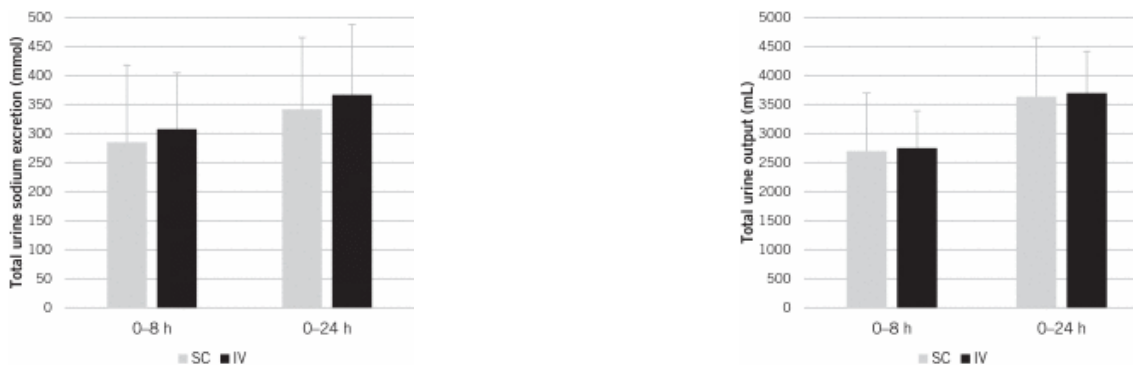 Total urine sodium excretion (mmol)
500
450
400
350
300
250
200
150
100
50
0
0–8 h
0–24 h
SC
IV
Total urine output (mL)
5000
4500
4000
3500
3000
2500
2000
1500
1000
500
0
0–8 h
0–24 h
SC
IV